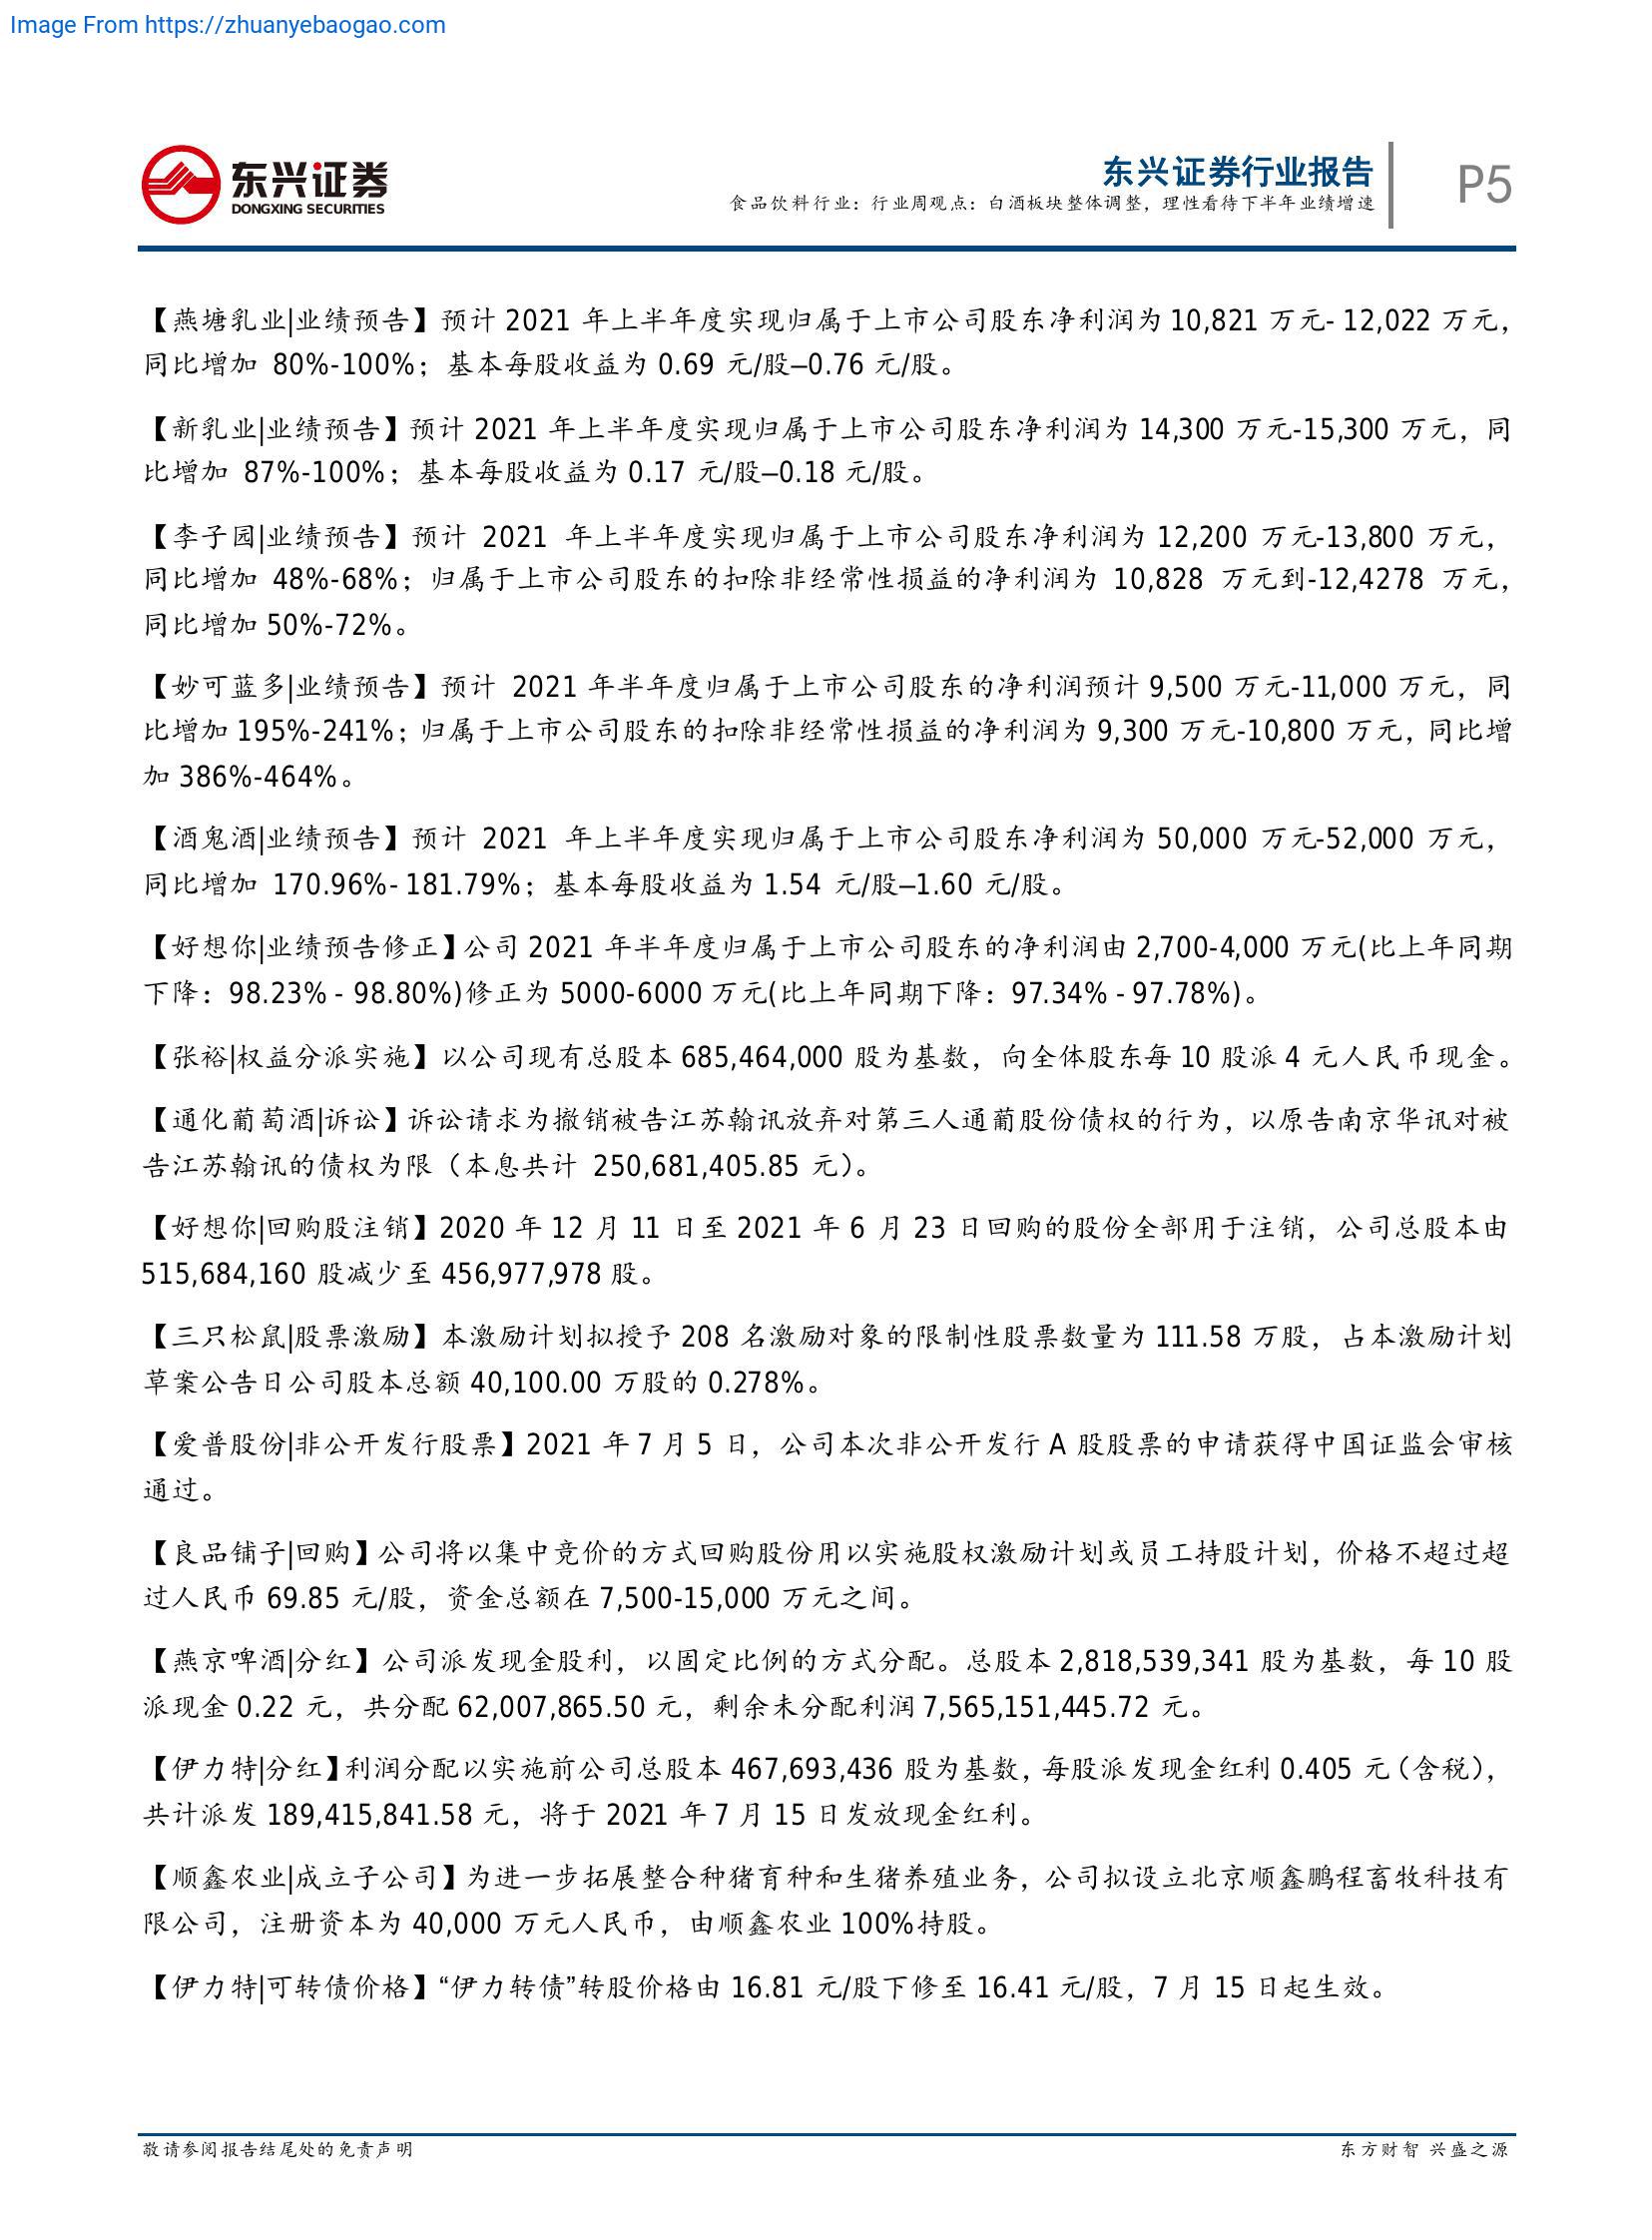 Image From https://zhuanyebaogao.com
东兴证券
DONGXING SECURITIES
东兴证券行业报告
食品饮料行业：行业周观点：白酒板块整体调整，理性看待下半年业绩增速
P5
【燕塘乳业|业绩预告】预计 2021 年上半年度实现归属于上市公司股东净利润为 10,821 万元- 12,022 万元，
同比增加 80%-100%；基本每股收益为 0.69 元/股–0.76 元/股。
【新乳业|业绩预告】预计 2021 年上半年度实现归属于上市公司股东净利润为 14,300 万元-15,300 万元，同
比增加 87%-100%；基本每股收益为 0.17 元/股–0.18 元/股。
【李子园|业绩预告】预计 2021 年上半年度实现归属于上市公司股东净利润为 12,200 万元-13,800 万元，
同比增加 48%-68%；归属于上市公司股东的扣除非经常性损益的净利润为 10,828 万元到-12,4278 万元，
同比增加 50%-72%。
【妙可蓝多|业绩预告】预计 2021 年半年度归属于上市公司股东的净利润预计 9,500 万元-11,000 万元，同
比增加 195%-241%；归属于上市公司股东的扣除非经常性损益的净利润为 9,300 万元-10,800 万元，同比增
加 386%-464%。
【酒鬼酒|业绩预告】预计 2021 年上半年度实现归属于上市公司股东净利润为 50,000 万元-52,000 万元，
同比增加 170.96%- 181.79%；基本每股收益为 1.54 元/股–1.60 元/股。
【好想你|业绩预告修正】公司 2021 年半年度归属于上市公司股东的净利润由 2,700-4,000 万元(比上年同期
下降：98.23% - 98.80%)修正为 5000-6000 万元(比上年同期下降：97.34% - 97.78%)。
【张裕|权益分派实施】以公司现有总股本 685,464,000 股为基数，向全体股东每 10 股派 4 元人民币现金。
【通化葡萄酒|诉讼】诉讼请求为撤销被告江苏翰讯放弃对第三人通葡股份债权的行为，以原告南京华讯对被
告江苏翰讯的债权为限（本息共计 250,681,405.85 元）。
【好想你|回购股注销】2020 年 12 月 11 日至 2021 年 6 月 23 日回购的股份全部用于注销，公司总股本由
515,684,160 股减少至 456,977,978 股。
【三只松鼠|股票激励】本激励计划拟授予 208 名激励对象的限制性股票数量为 111.58 万股，占本激励计划
草案公告日公司股本总额 40,100.00 万股的 0.278%。
【爱普股份|非公开发行股票】2021 年 7 月 5 日，公司本次非公开发行 A 股股票的申请获得中国证监会审核
通过。
【良品铺子|回购】公司将以集中竞价的方式回购股份用以实施股权激励计划或员工持股计划，价格不超过超
过人民币 69.85 元/股，资金总额在 7,500-15,000 万元之间。
【燕京啤酒|分红】公司派发现金股利，以固定比例的方式分配。总股本 2,818,539,341 股为基数，每 10 股
派现金 0.22 元，共分配 62,007,865.50 元，剩余未分配利润 7,565,151,445.72 元。
【伊力特|分红】利润分配以实施前公司总股本 467,693,436 股为基数，每股派发现金红利 0.405 元（含税），
共计派发 189,415,841.58 元，将于 2021 年 7 月 15 日发放现金红利。
【顺鑫农业|成立子公司】为进一步拓展整合种猪育种和生猪养殖业务，公司拟设立北京顺鑫鹏程畜牧科技有
限公司，注册资本为 40,000 万元人民币，由顺鑫农业 100%持股。
【伊力特|可转债价格】“伊力转债”转股价格由 16.81 元/股下修至 16.41 元/股，7 月 15 日起生效。
敬请参阅报告结尾处的免责声明
东方财智 兴盛之源